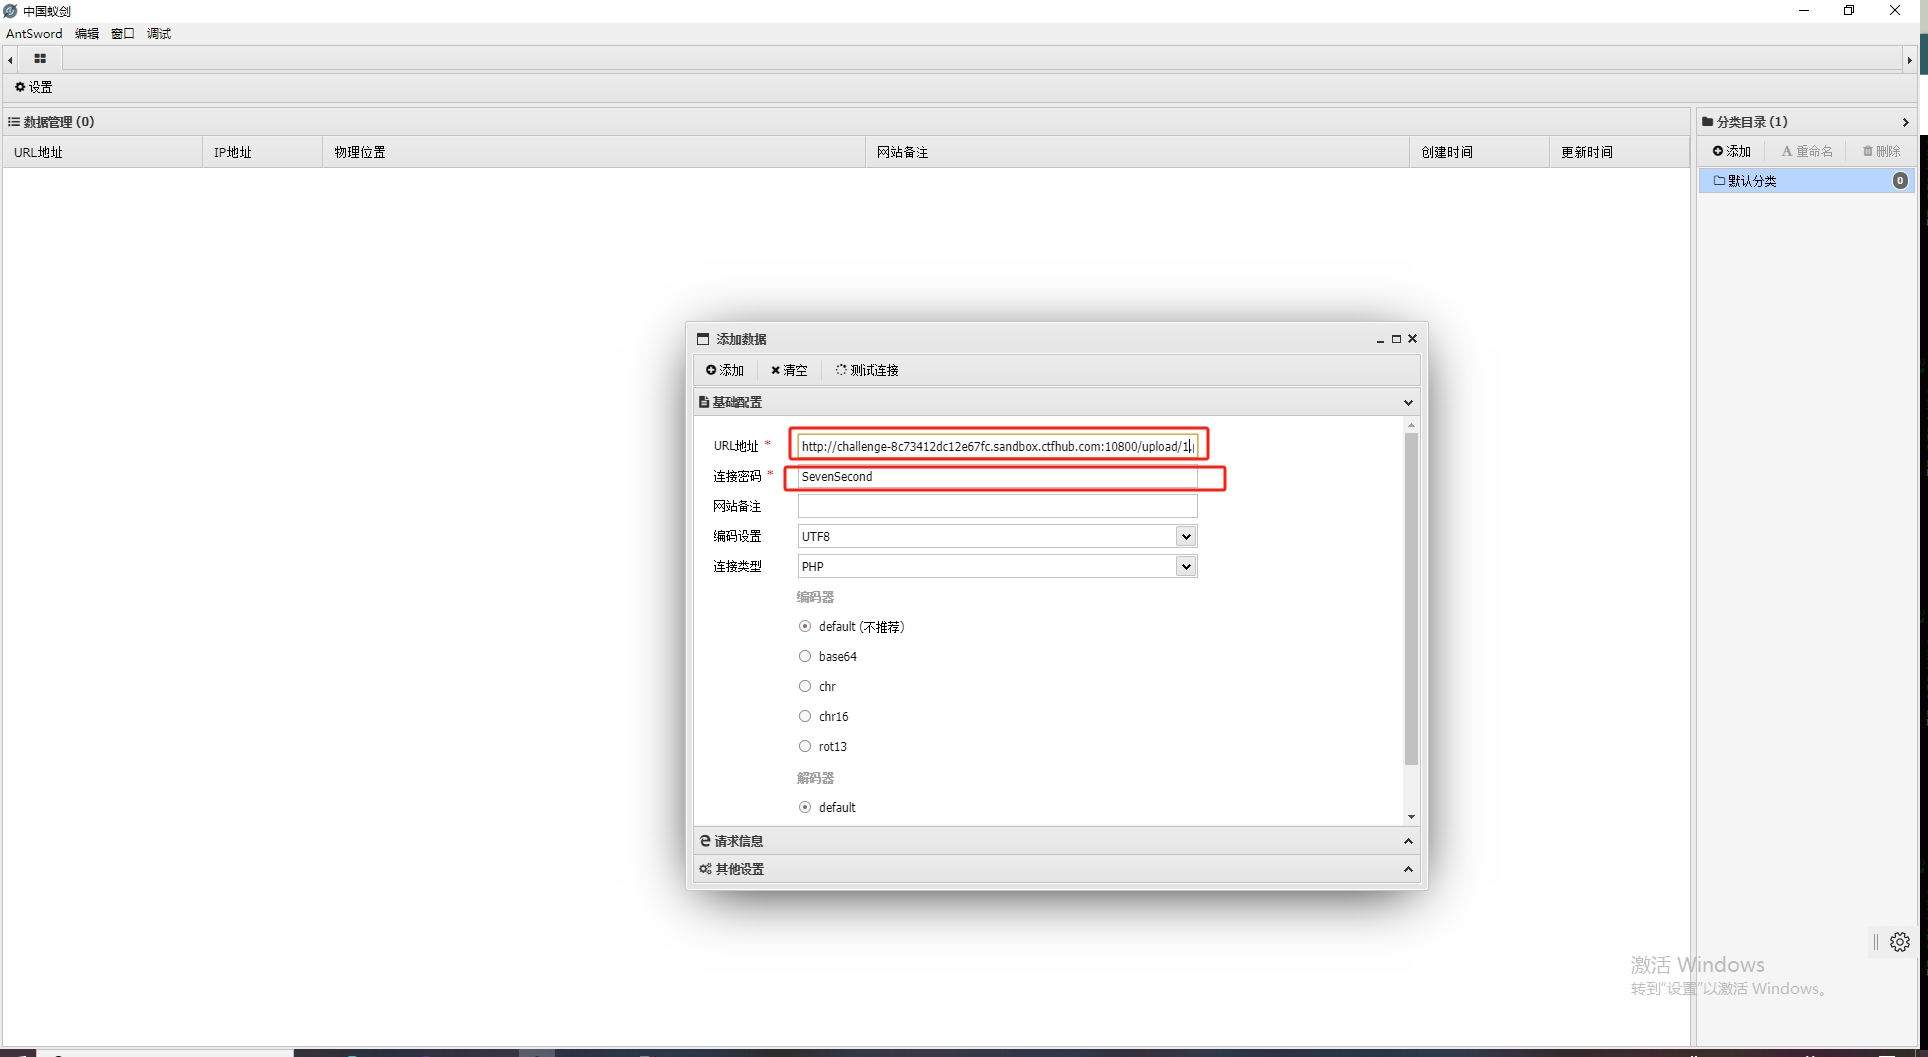 中国蚁剑
AntSword 编辑 窗口 调试
设置
数据管理 (0)
URL地址 IP地址 物理位置 网站备注 创建时间 更新时间
分类目录 (1)
添加 重命名 删除
默认分类 0
添加数据
添加 清空 测试连接
基础配置
URL地址 * http://challenge-8c73412dc12e67fc.sandbox.ctfhub.com:10800/upload/1.
连接密码 * SevenSecond
网站备注
编码设置 UTF8
连接类型 PHP
编码器
default (不推荐)
base64
chr
chr16
rot13
解码器
default
请求信息
其他设置
激活 Windows
转到“设置”以激活 Windows。